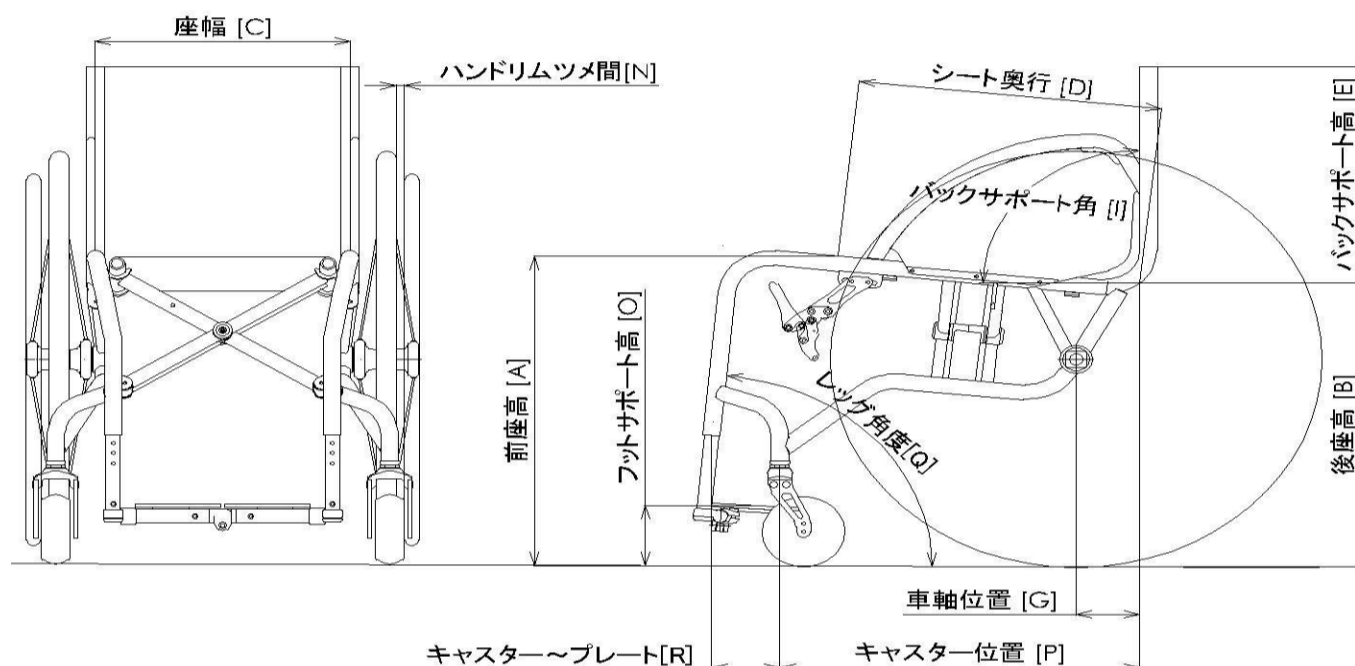 座幅 [C]
ハンドリムツメ間[N]
シート奥行 [D]
バックサポート高 [E]
バックサポート角 [I]
前座高 [A]
フットサポート高 [O]
レッグ角度[Q]
後座高 [B]
車軸位置 [G]
キャスター～プレート[R]
キャスター位置 [P]